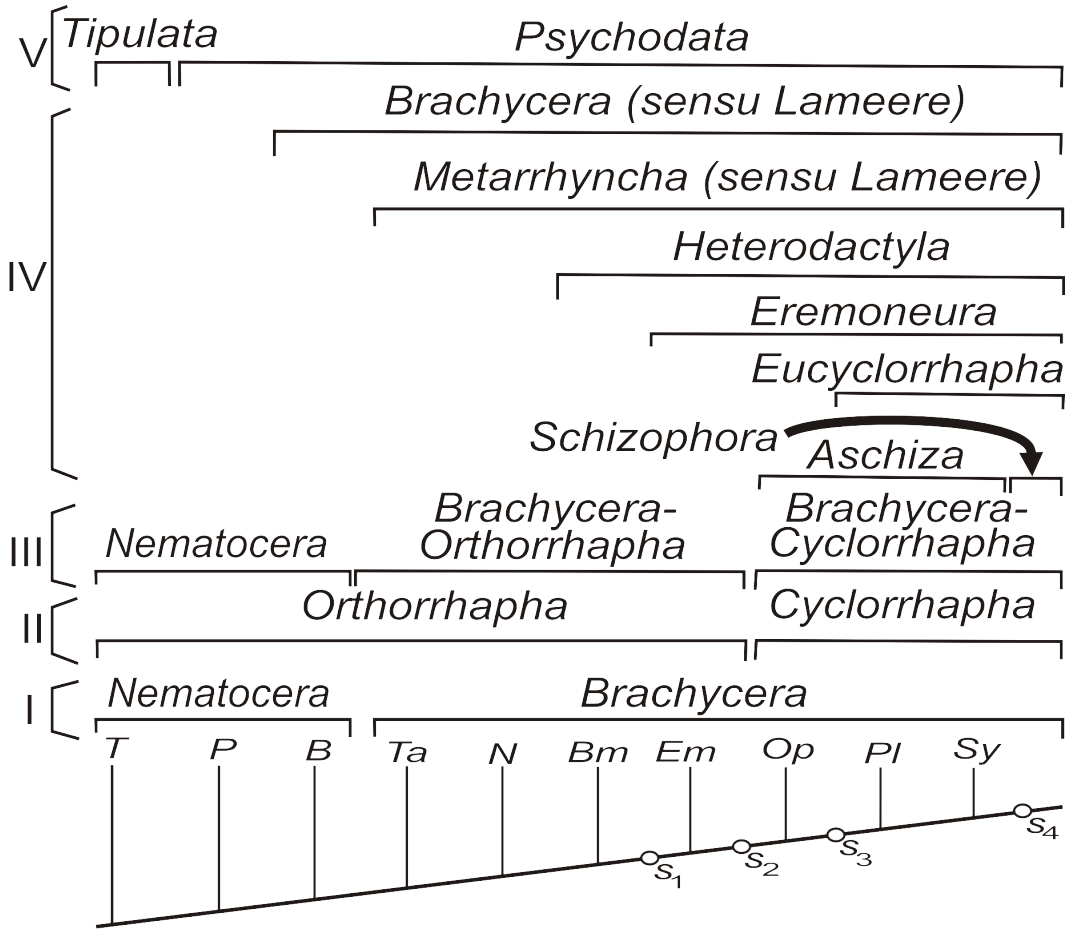 V
Tipulata
Psychodata
Brachycera (sensu Lameere)
Metarrhyncha (sensu Lameere)
IV
Heterodactyla
Eremoneura
Eucyclorrhapha
Schizophora
Aschiza
III
Nematocera
Brachycera-
Orthorrhapha
Brachycera-
Cyclorrhapha
II
Orthorrhapha
Cyclorrhapha
I
Nematocera
Brachycera
T P B Ta N Bm Em Op Pl Sy
S1 S2 S3 S4